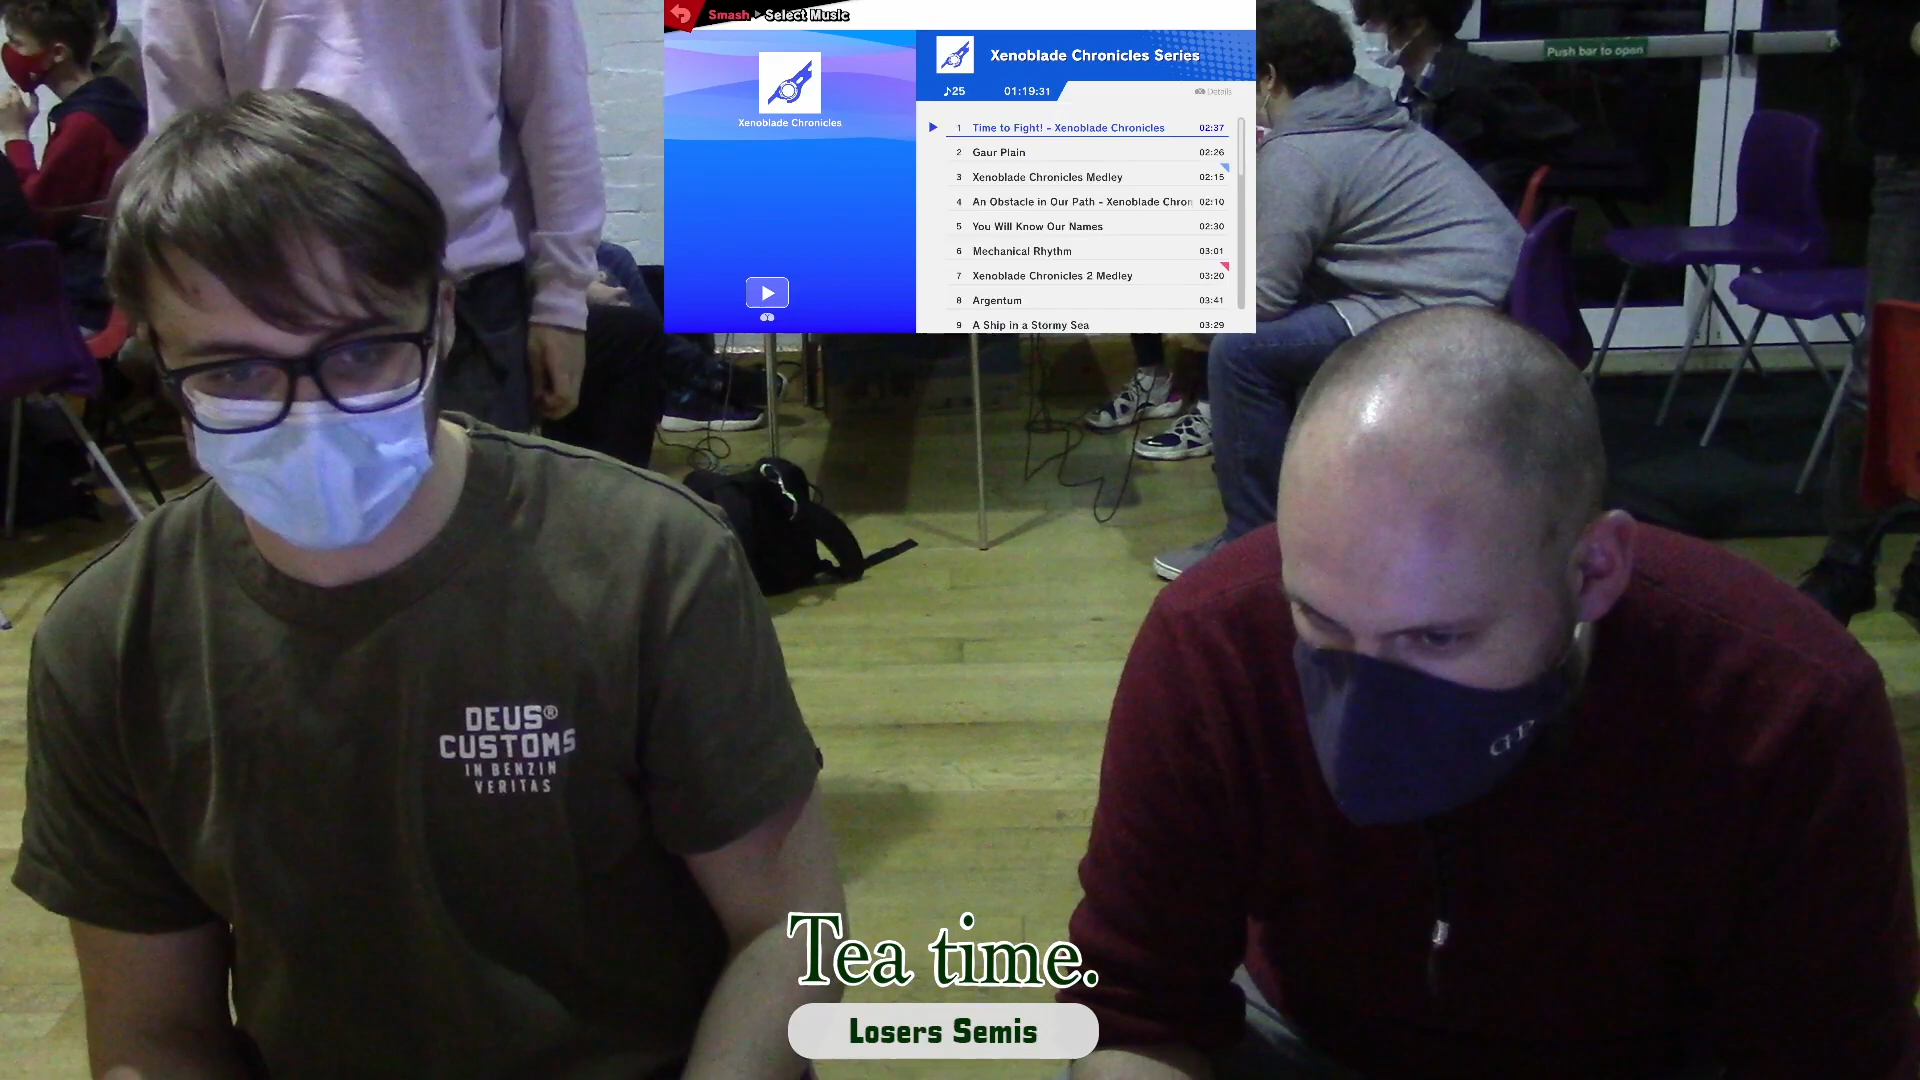 Smash ▸ Select Music
Xenoblade Chronicles
Xenoblade Chronicles Series
♪25 01:19:31 Details
1 Time to Fight! - Xenoblade Chronicles 02:37
2 Gaur Plain 02:26
3 Xenoblade Chronicles Medley 02:15
4 An Obstacle in Our Path - Xenoblade Chron 02:10
5 You Will Know Our Names 02:30
6 Mechanical Rhythm 03:01
7 Xenoblade Chronicles 2 Medley 03:20
8 Argentum 03:41
9 A Ship in a Stormy Sea 03:29
Push bar to open
DEUS®
CUSTOMS
IN BENZIN
VERITAS
Tea time.
Losers Semis